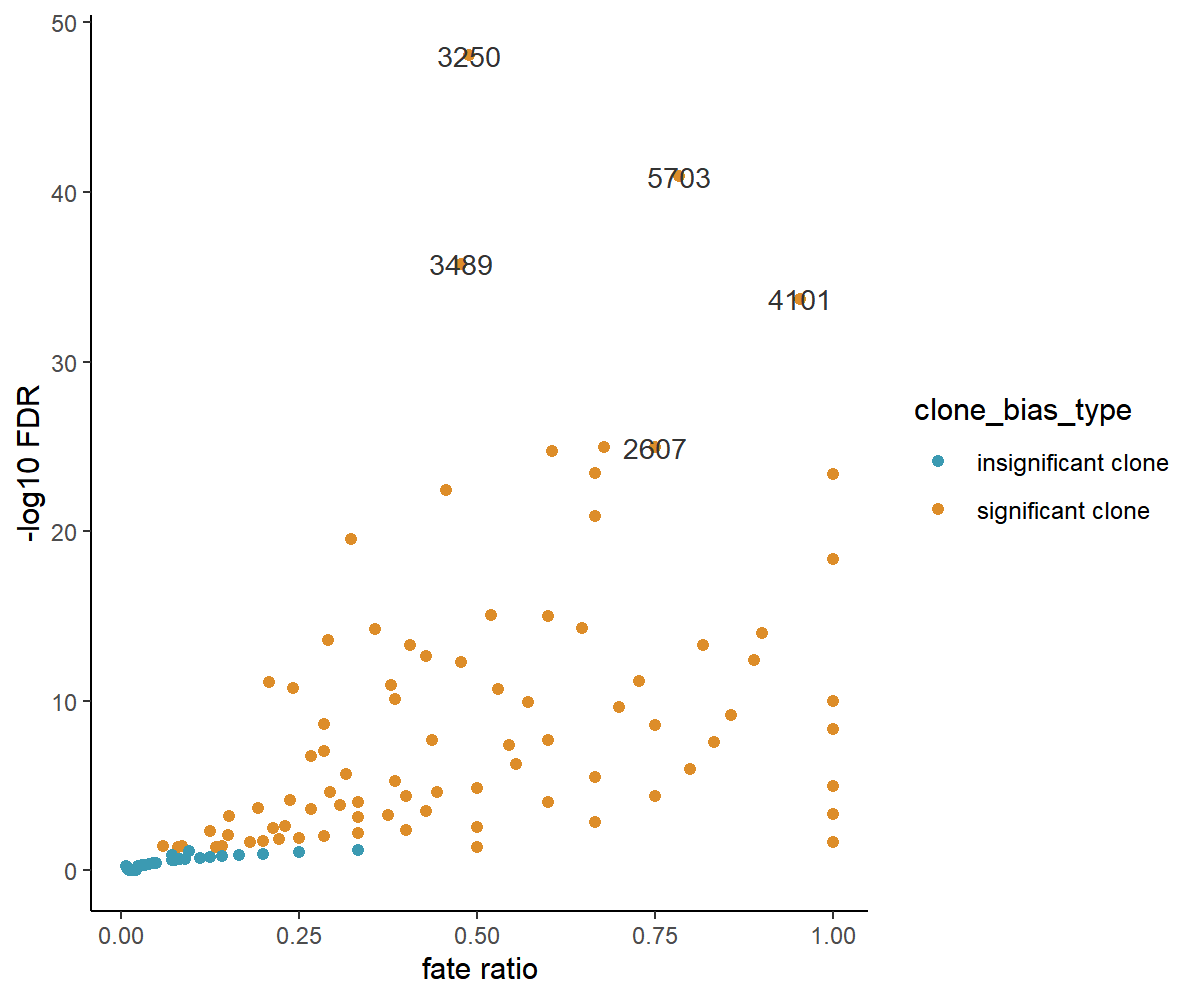 50
3250
40
5703
3489
4101
30
clone_bias_type
-log10 FDR
2607
insignificant clone
significant clone
20
10
0
0.00 0.25 0.50 0.75 1.00
fate ratio